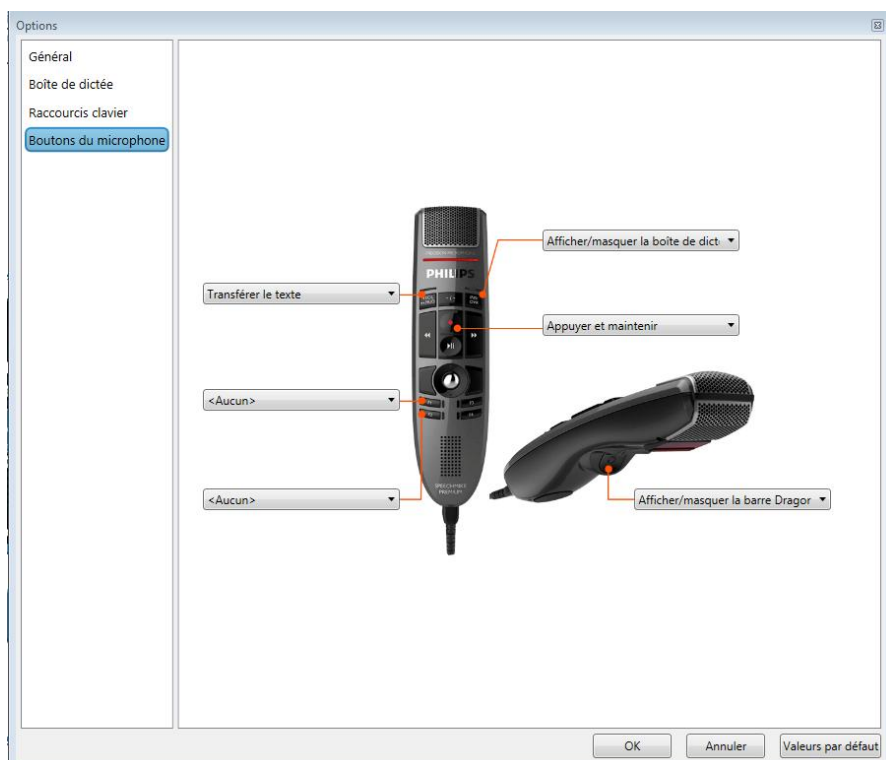 Options
Général
Boîte de dictée
Raccourcis clavier
Boutons du microphone
Afficher/masquer la boîte de dict
PHILIPS
Transférer le texte
Appuyer et maintenir
<Aucun>
<Aucun>
Afficher/masquer la barre Dragor
OK
Annuler
Valeurs par défaut